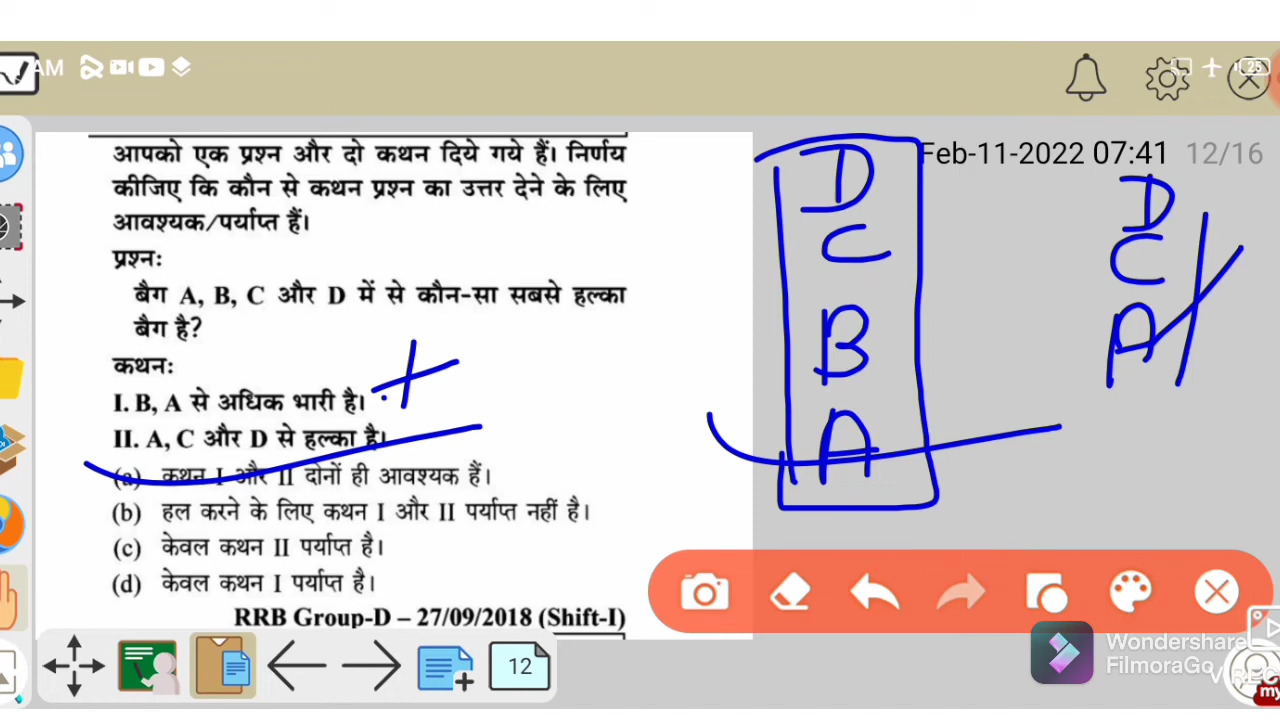 AM
25
Feb-11-2022 07:41 12/16
आपको एक प्रश्न और दो कथन दिये गये हैं। निर्णय
कीजिए कि कौन से कथन प्रश्न का उत्तर देने के लिए
आवश्यक/पर्याप्त हैं।
प्रश्नः
बैग A, B, C और D में से कौन-सा सबसे हल्का
बैग है?
कथनः
I. B, A से अधिक भारी है।
II. A, C और D से हल्का है।
(a) कथन I और II दोनों ही आवश्यक हैं।
(b) हल करने के लिए कथन I और II पर्याप्त नहीं है।
(c) केवल कथन II पर्याप्त है।
(d) केवल कथन I पर्याप्त है।
RRB Group-D – 27/09/2018 (Shift-I)
D
C
B
A
D
C
A
12
Wondershare
FilmoraGo
my